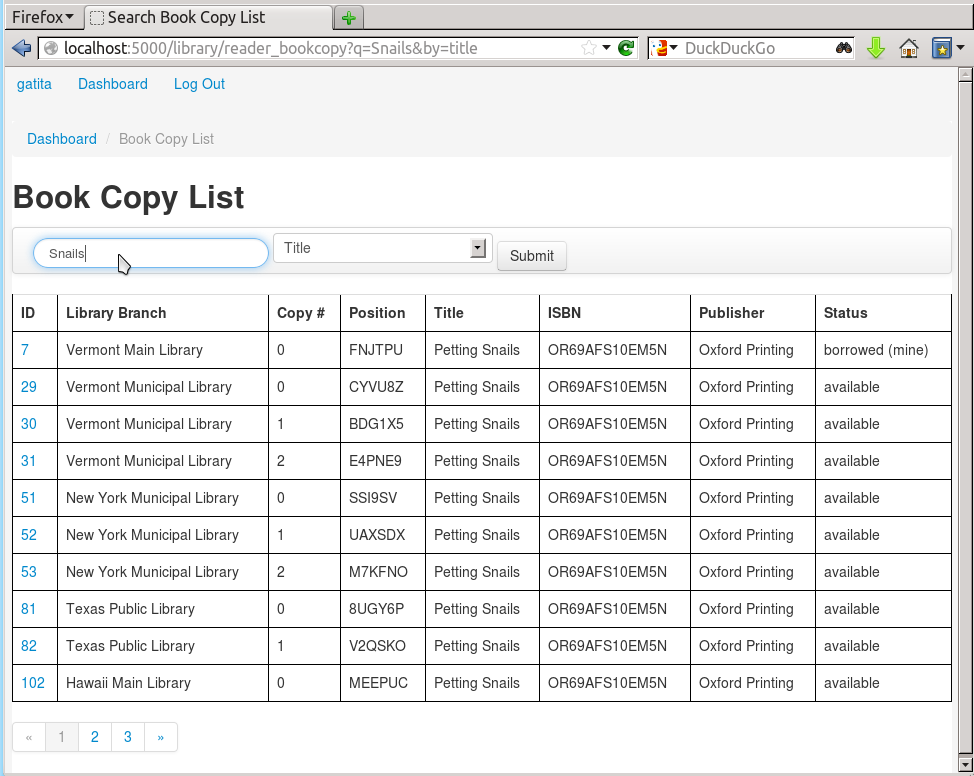 Firefox
Search Book Copy List
localhost:5000/library/reader_bookcopy?q=Snails&by=title
DuckDuckGo
gatita Dashboard Log Out
Dashboard / Book Copy List
Book Copy List
Snails Title Submit
ID Library Branch Copy # Position Title ISBN Publisher Status
7 Vermont Main Library 0 FNJTPU Petting Snails OR69AFS10EM5N Oxford Printing borrowed (mine)
29 Vermont Municipal Library 0 CYVU8Z Petting Snails OR69AFS10EM5N Oxford Printing available
30 Vermont Municipal Library 1 BDG1X5 Petting Snails OR69AFS10EM5N Oxford Printing available
31 Vermont Municipal Library 2 E4PNE9 Petting Snails OR69AFS10EM5N Oxford Printing available
51 New York Municipal Library 0 SSI9SV Petting Snails OR69AFS10EM5N Oxford Printing available
52 New York Municipal Library 1 UAXSDX Petting Snails OR69AFS10EM5N Oxford Printing available
53 New York Municipal Library 2 M7KFNO Petting Snails OR69AFS10EM5N Oxford Printing available
81 Texas Public Library 0 8UGY6P Petting Snails OR69AFS10EM5N Oxford Printing available
82 Texas Public Library 1 V2QSKO Petting Snails OR69AFS10EM5N Oxford Printing available
102 Hawaii Main Library 0 MEEPUC Petting Snails OR69AFS10EM5N Oxford Printing available
« 1 2 3 »